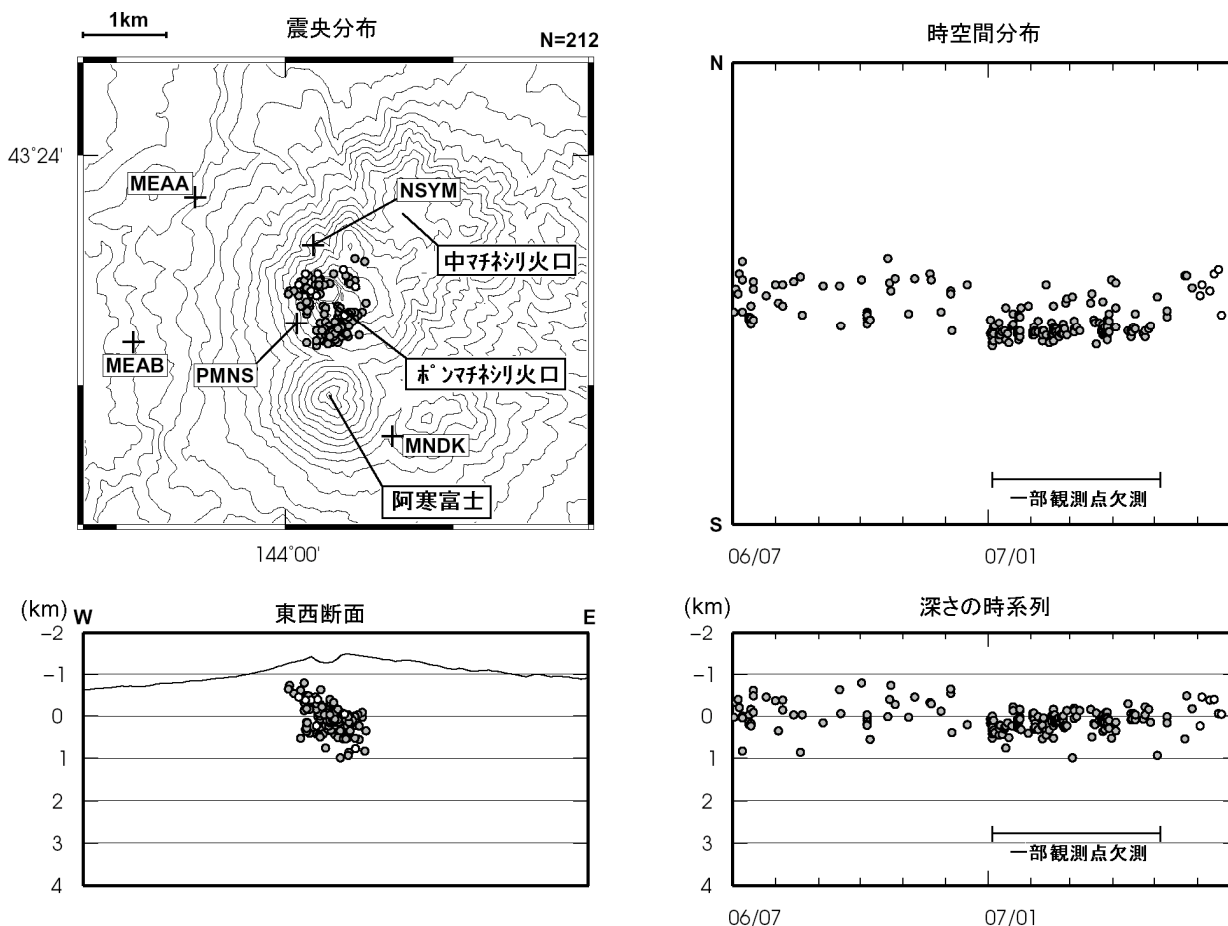 1km
震央分布
N=212
43°24'
MEAA
NSYM
中マチネシリ火口
MEAB
PMNS
ポンマチネシリ火口
MNDK
阿寒富士
144°00'
時空間分布
N
S
一部観測点欠測
06/07
07/01
(km)
W
東西断面
E
-2
-1
0
1
2
3
4
(km)
深さの時系列
-2
-1
0
1
2
3
4
一部観測点欠測
06/07
07/01